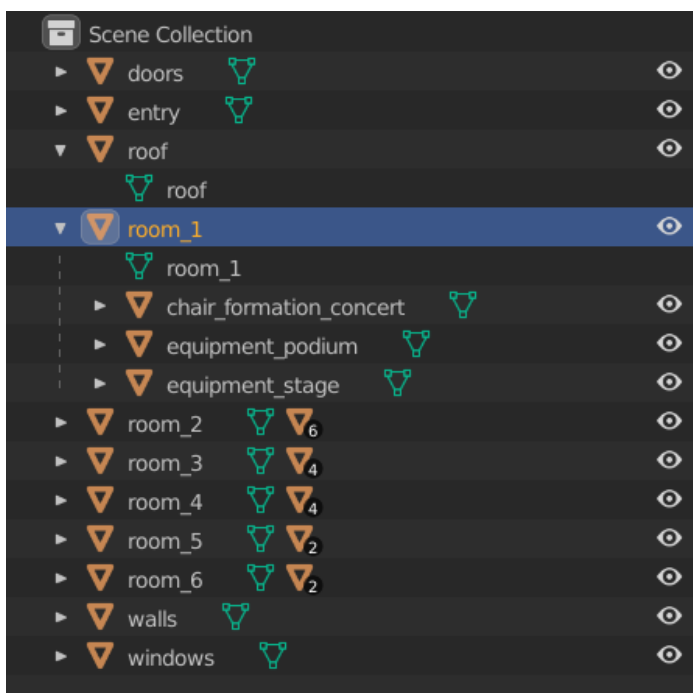 Scene Collection
doors
entry
roof
roof
room_1
room_1
chair_formation_concert
equipment_podium
equipment_stage
room_2 6
room_3 4
room_4 4
room_5 2
room_6 2
walls
windows